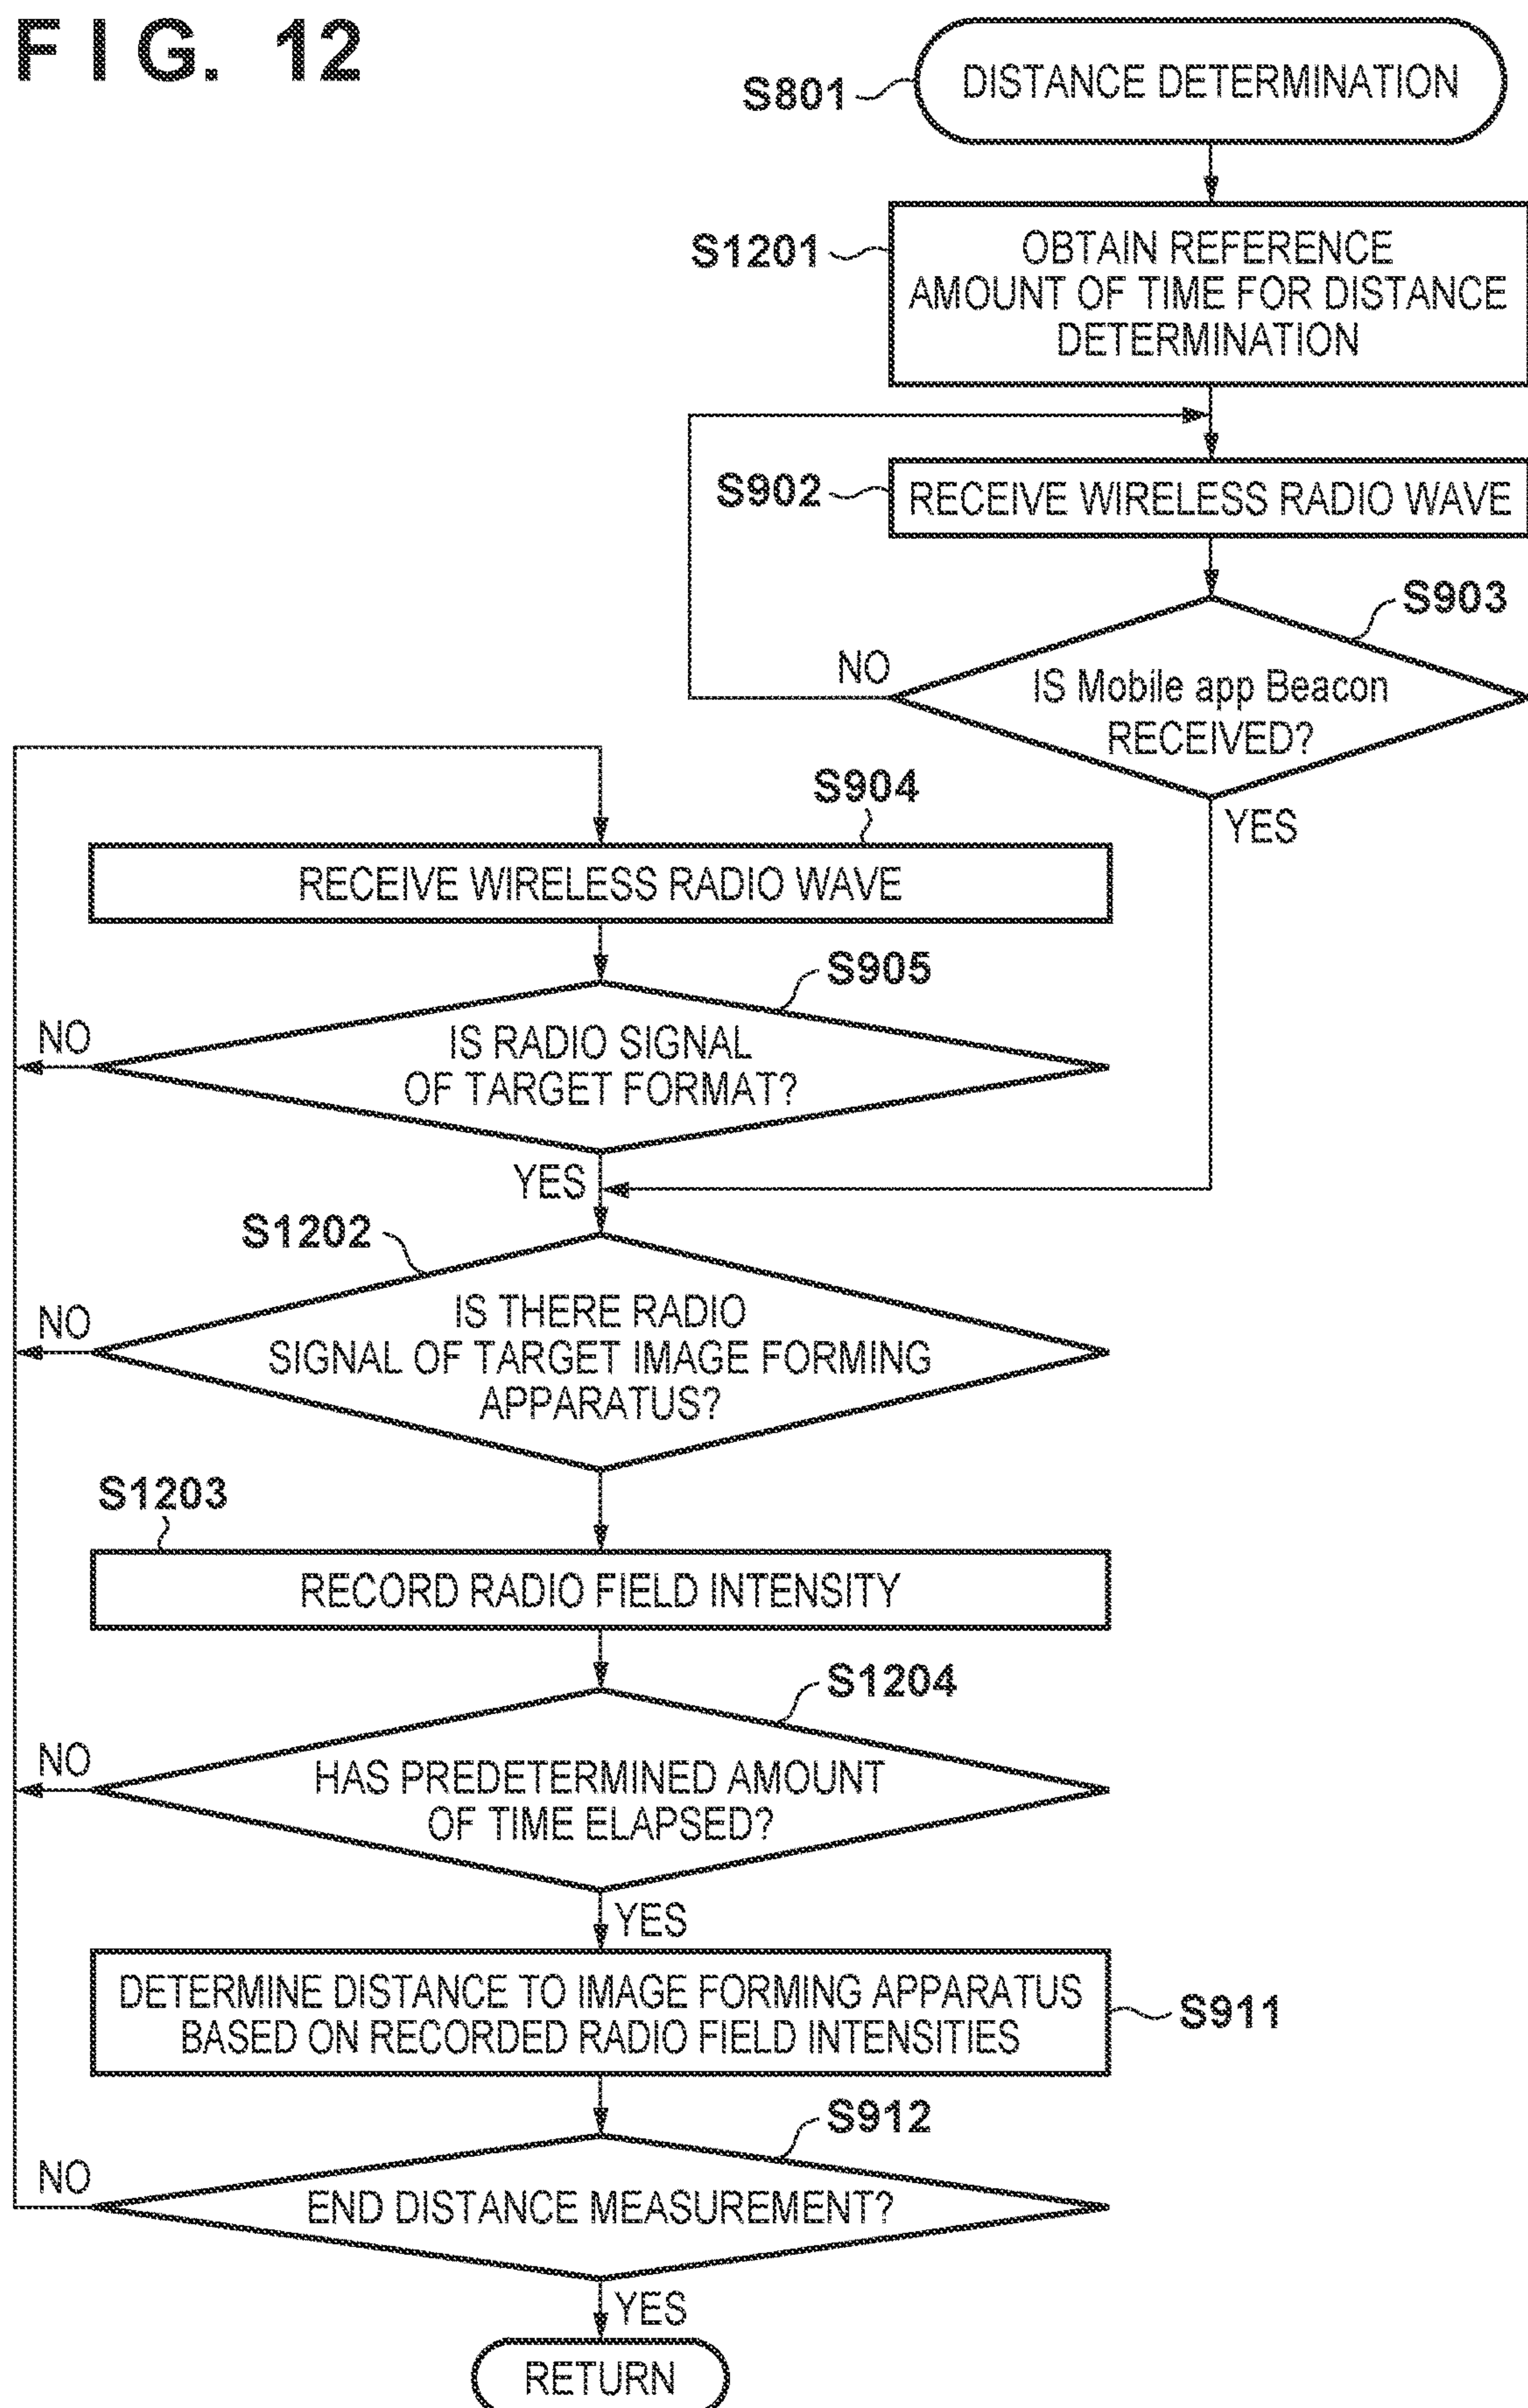 FIG. 12
S801
DISTANCE DETERMINATION
S1201
OBTAIN REFERENCE
AMOUNT OF TIME FOR DISTANCE
DETERMINATION
S902
RECEIVE WIRELESS RADIO WAVE
S903
NO
IS Mobile app Beacon
RECEIVED?
YES
S904
RECEIVE WIRELESS RADIO WAVE
S905
NO
IS RADIO SIGNAL
OF TARGET FORMAT?
YES
S1202
NO
IS THERE RADIO
SIGNAL OF TARGET IMAGE FORMING
APPARATUS?
S1203
RECORD RADIO FIELD INTENSITY
S1204
NO
HAS PREDETERMINED AMOUNT
OF TIME ELAPSED?
YES
DETERMINE DISTANCE TO IMAGE FORMING APPARATUS
BASED ON RECORDED RADIO FIELD INTENSITIES
S911
S912
NO
END DISTANCE MEASUREMENT?
YES
RETURN